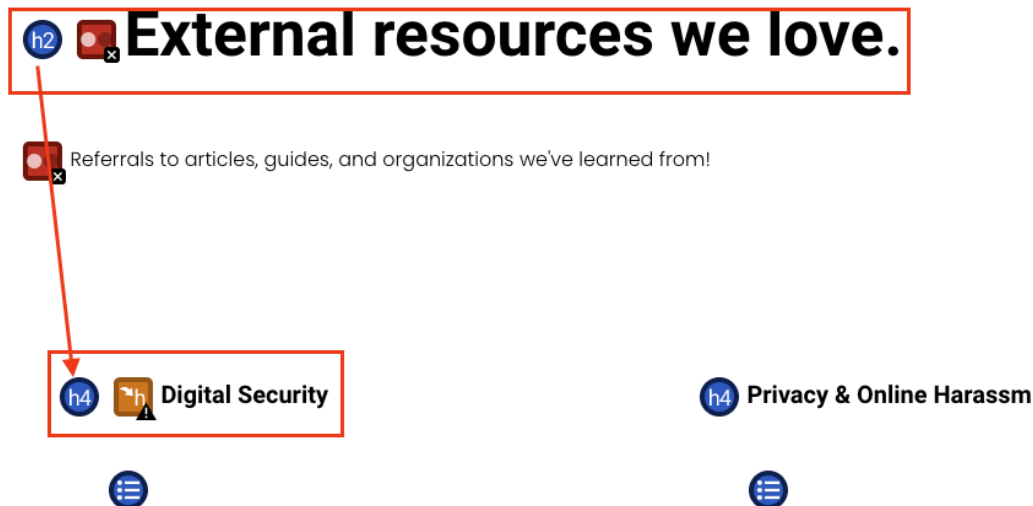 h2 External resources we love.
Referrals to articles, guides, and organizations we've learned from!
h4 h Digital Security
h4 Privacy & Online Harassm